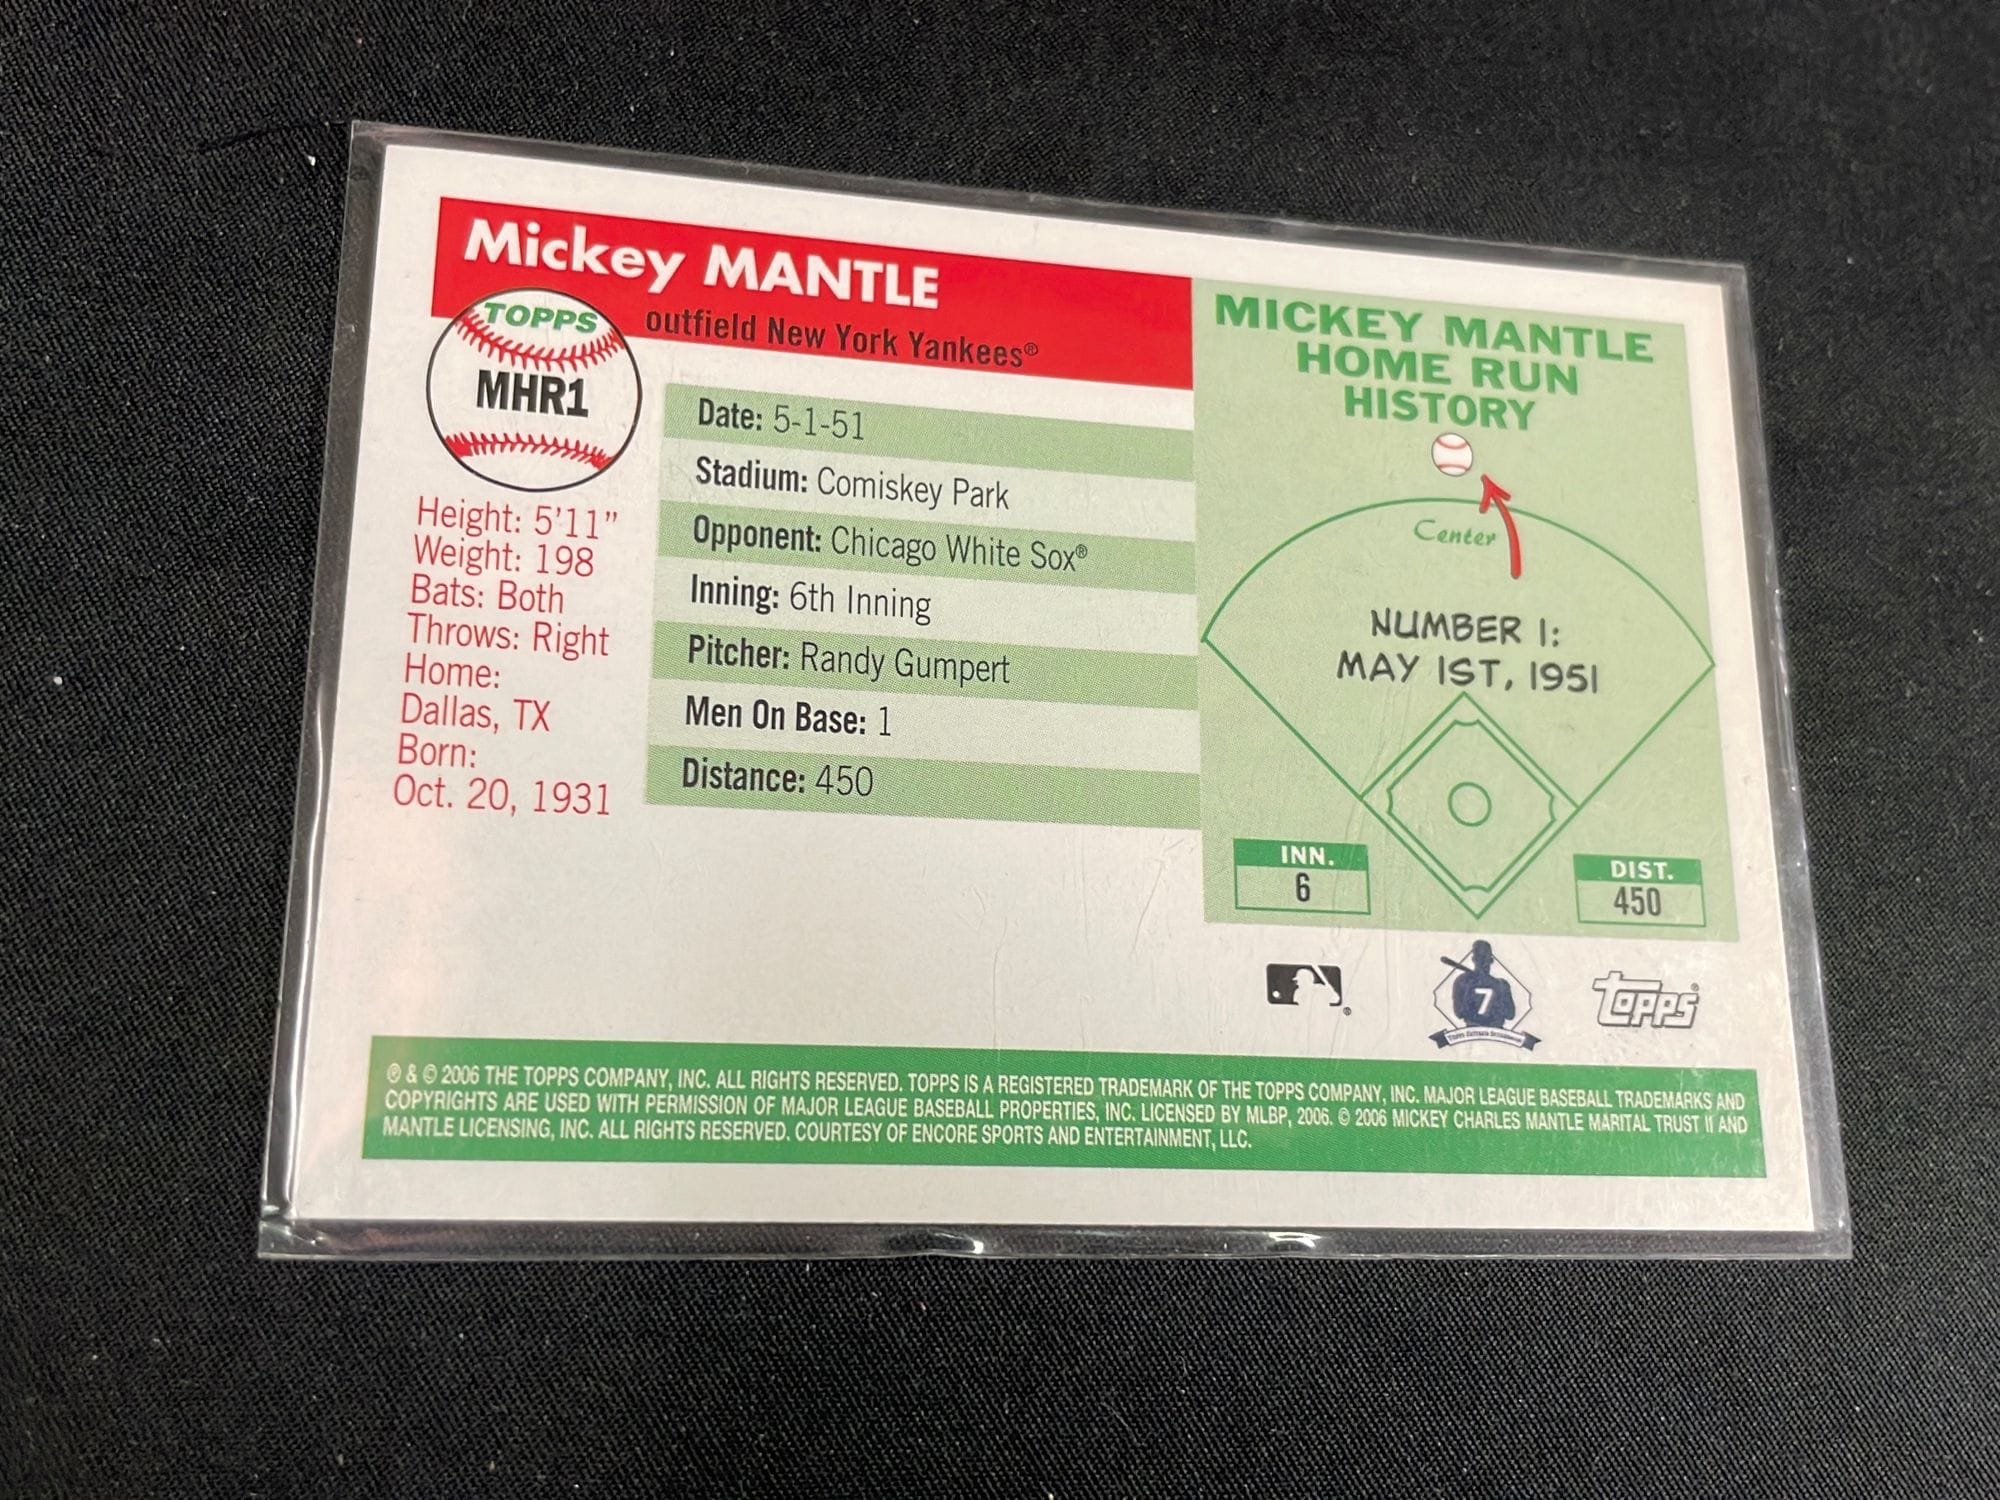 Mickey MANTLE
outfield New York Yankees®
TOPPS
MHR1
Height: 5'11"
Weight: 198
Bats: Both
Throws: Right
Home:
Dallas, TX
Born:
Oct. 20, 1931
Date: 5-1-51
Stadium: Comiskey Park
Opponent: Chicago White Sox®
Inning: 6th Inning
Pitcher: Randy Gumpert
Men On Base: 1
Distance: 450
MICKEY MANTLE
HOME RUN
HISTORY
Center
NUMBER 1:
MAY 1ST, 1951
INN.
6
DIST.
450
®
7
topps®
® & © 2006 THE TOPPS COMPANY, INC. ALL RIGHTS RESERVED. TOPPS IS A REGISTERED TRADEMARK OF THE TOPPS COMPANY, INC. MAJOR LEAGUE BASEBALL TRADEMARKS AND
COPYRIGHTS ARE USED WITH PERMISSION OF MAJOR LEAGUE BASEBALL PROPERTIES, INC. LICENSED BY MLBP, 2006. © 2006 MICKEY CHARLES MANTLE MARITAL TRUST II AND
MANTLE LICENSING, INC. ALL RIGHTS RESERVED. COURTESY OF ENCORE SPORTS AND ENTERTAINMENT, LLC.